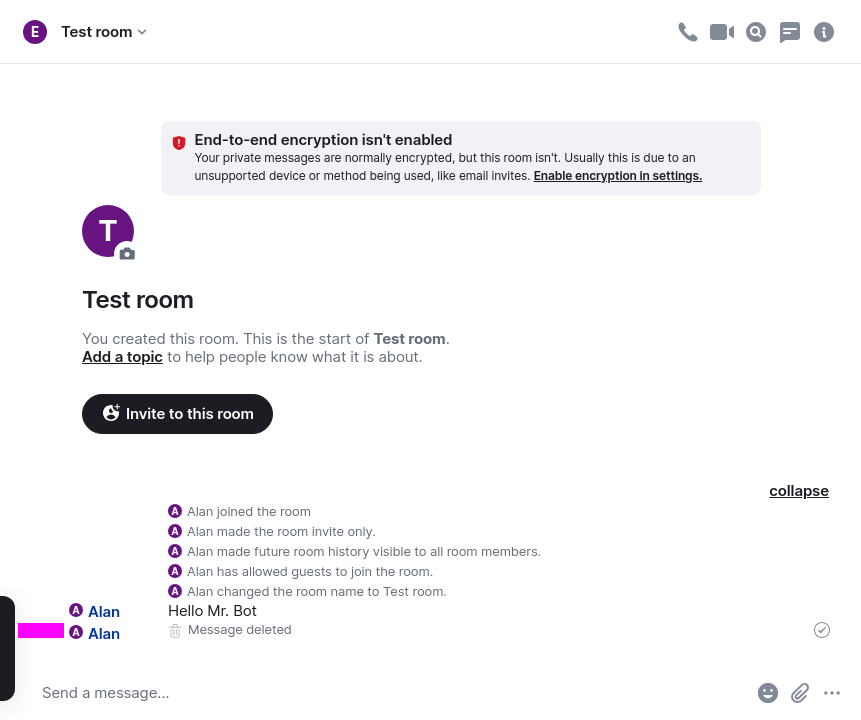 E Test room
End-to-end encryption isn't enabled
Your private messages are normally encrypted, but this room isn't. Usually this is due to an
unsupported device or method being used, like email invites. Enable encryption in settings.
T
Test room
You created this room. This is the start of Test room.
Add a topic to help people know what it is about.
Invite to this room
collapse
A Alan joined the room
A Alan made the room invite only.
A Alan made future room history visible to all room members.
A Alan has allowed guests to join the room.
A Alan changed the room name to Test room.
A Alan Hello Mr. Bot
A Alan Message deleted
Send a message…